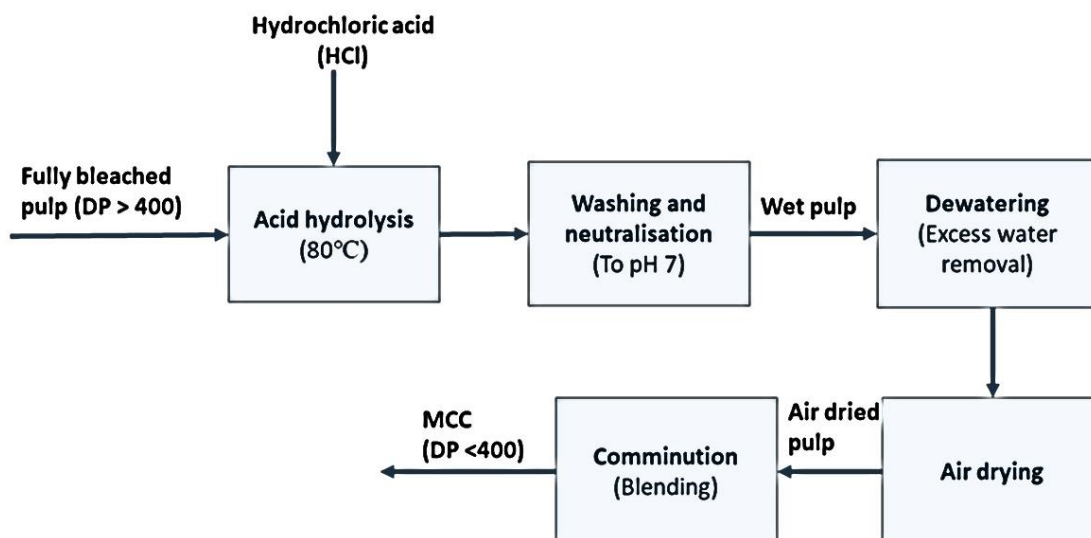 Hydrochloric acid
(HCl)
Fully bleached
pulp (DP > 400)
Acid hydrolysis
(80℃)
Washing and
neutralisation
(To pH 7)
Wet pulp
Dewatering
(Excess water
removal)
Air drying
Air dried
pulp
Comminution
(Blending)
MCC
(DP <400)